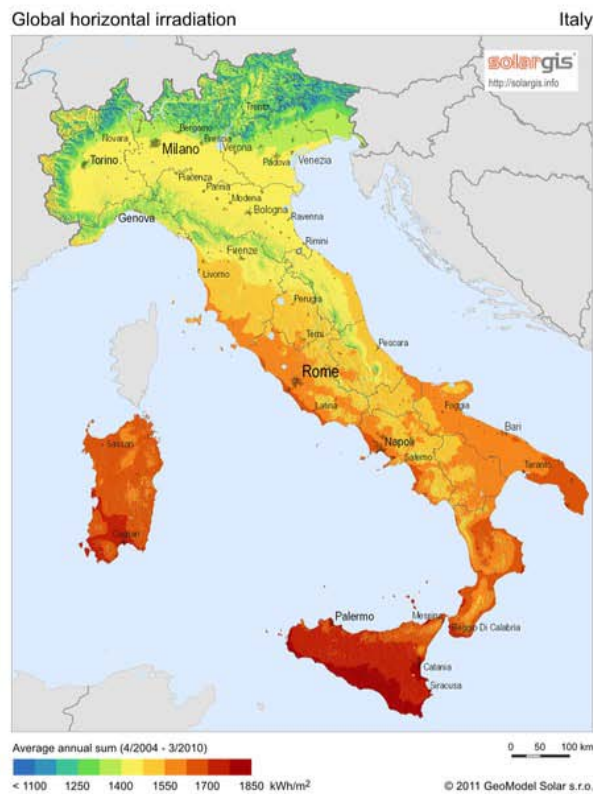 Global horizontal irradiation
Italy
solargis
http://solargis.info
Trento
Bergamo
Novara
Brescia
Milano
Verona
Torino
Padova
Venezia
Piacenza
Parma
Modena
Genova
Bologna
Ravenna
Rimini
Firenze
Livorno
Perugia
Terni
Pescara
Rome
Latina
Foggia
Bari
Napoli
Salerno
Taranto
Sassari
Cagliari
Palermo
Messina
Reggio Di Calabria
Catania
Siracusa
Average annual sum (4/2004 - 3/2010)
0 50 100 km
< 1100 1250 1400 1550 1700 1850 kWh/m²
© 2011 GeoModel Solar s.r.o.